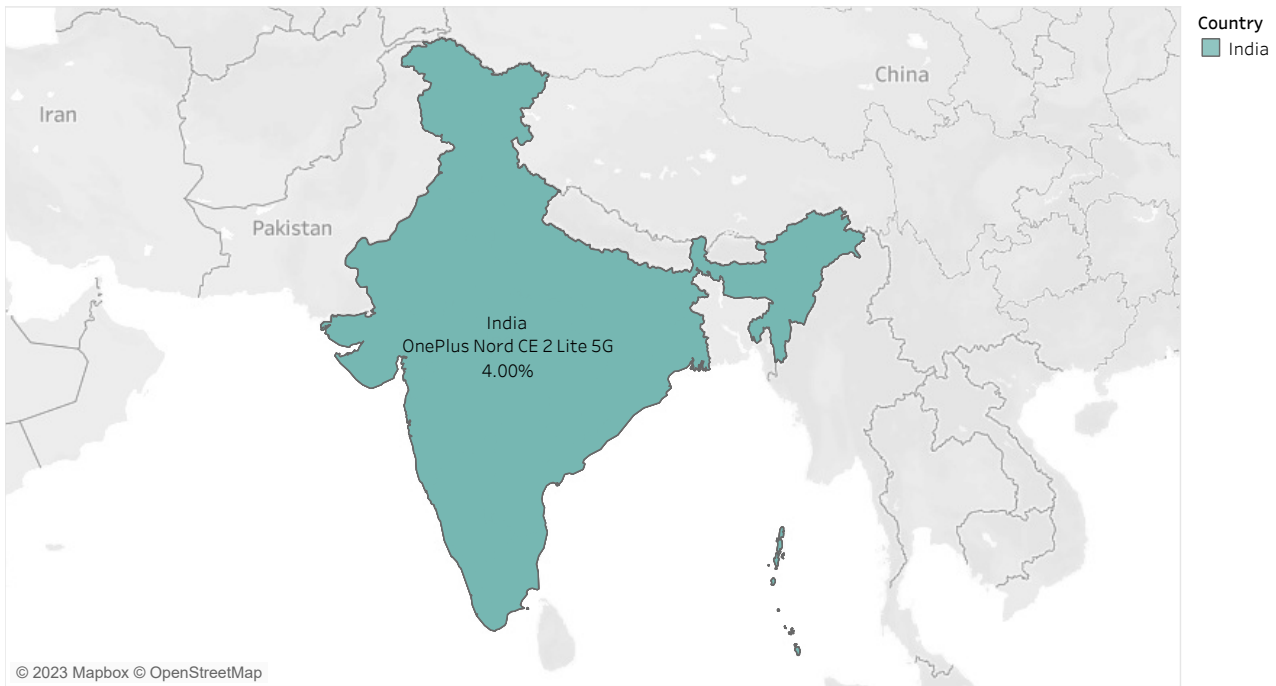 Country
India
Iran
China
Pakistan
India
OnePlus Nord CE 2 Lite 5G
4.00%
© 2023 Mapbox © OpenStreetMap